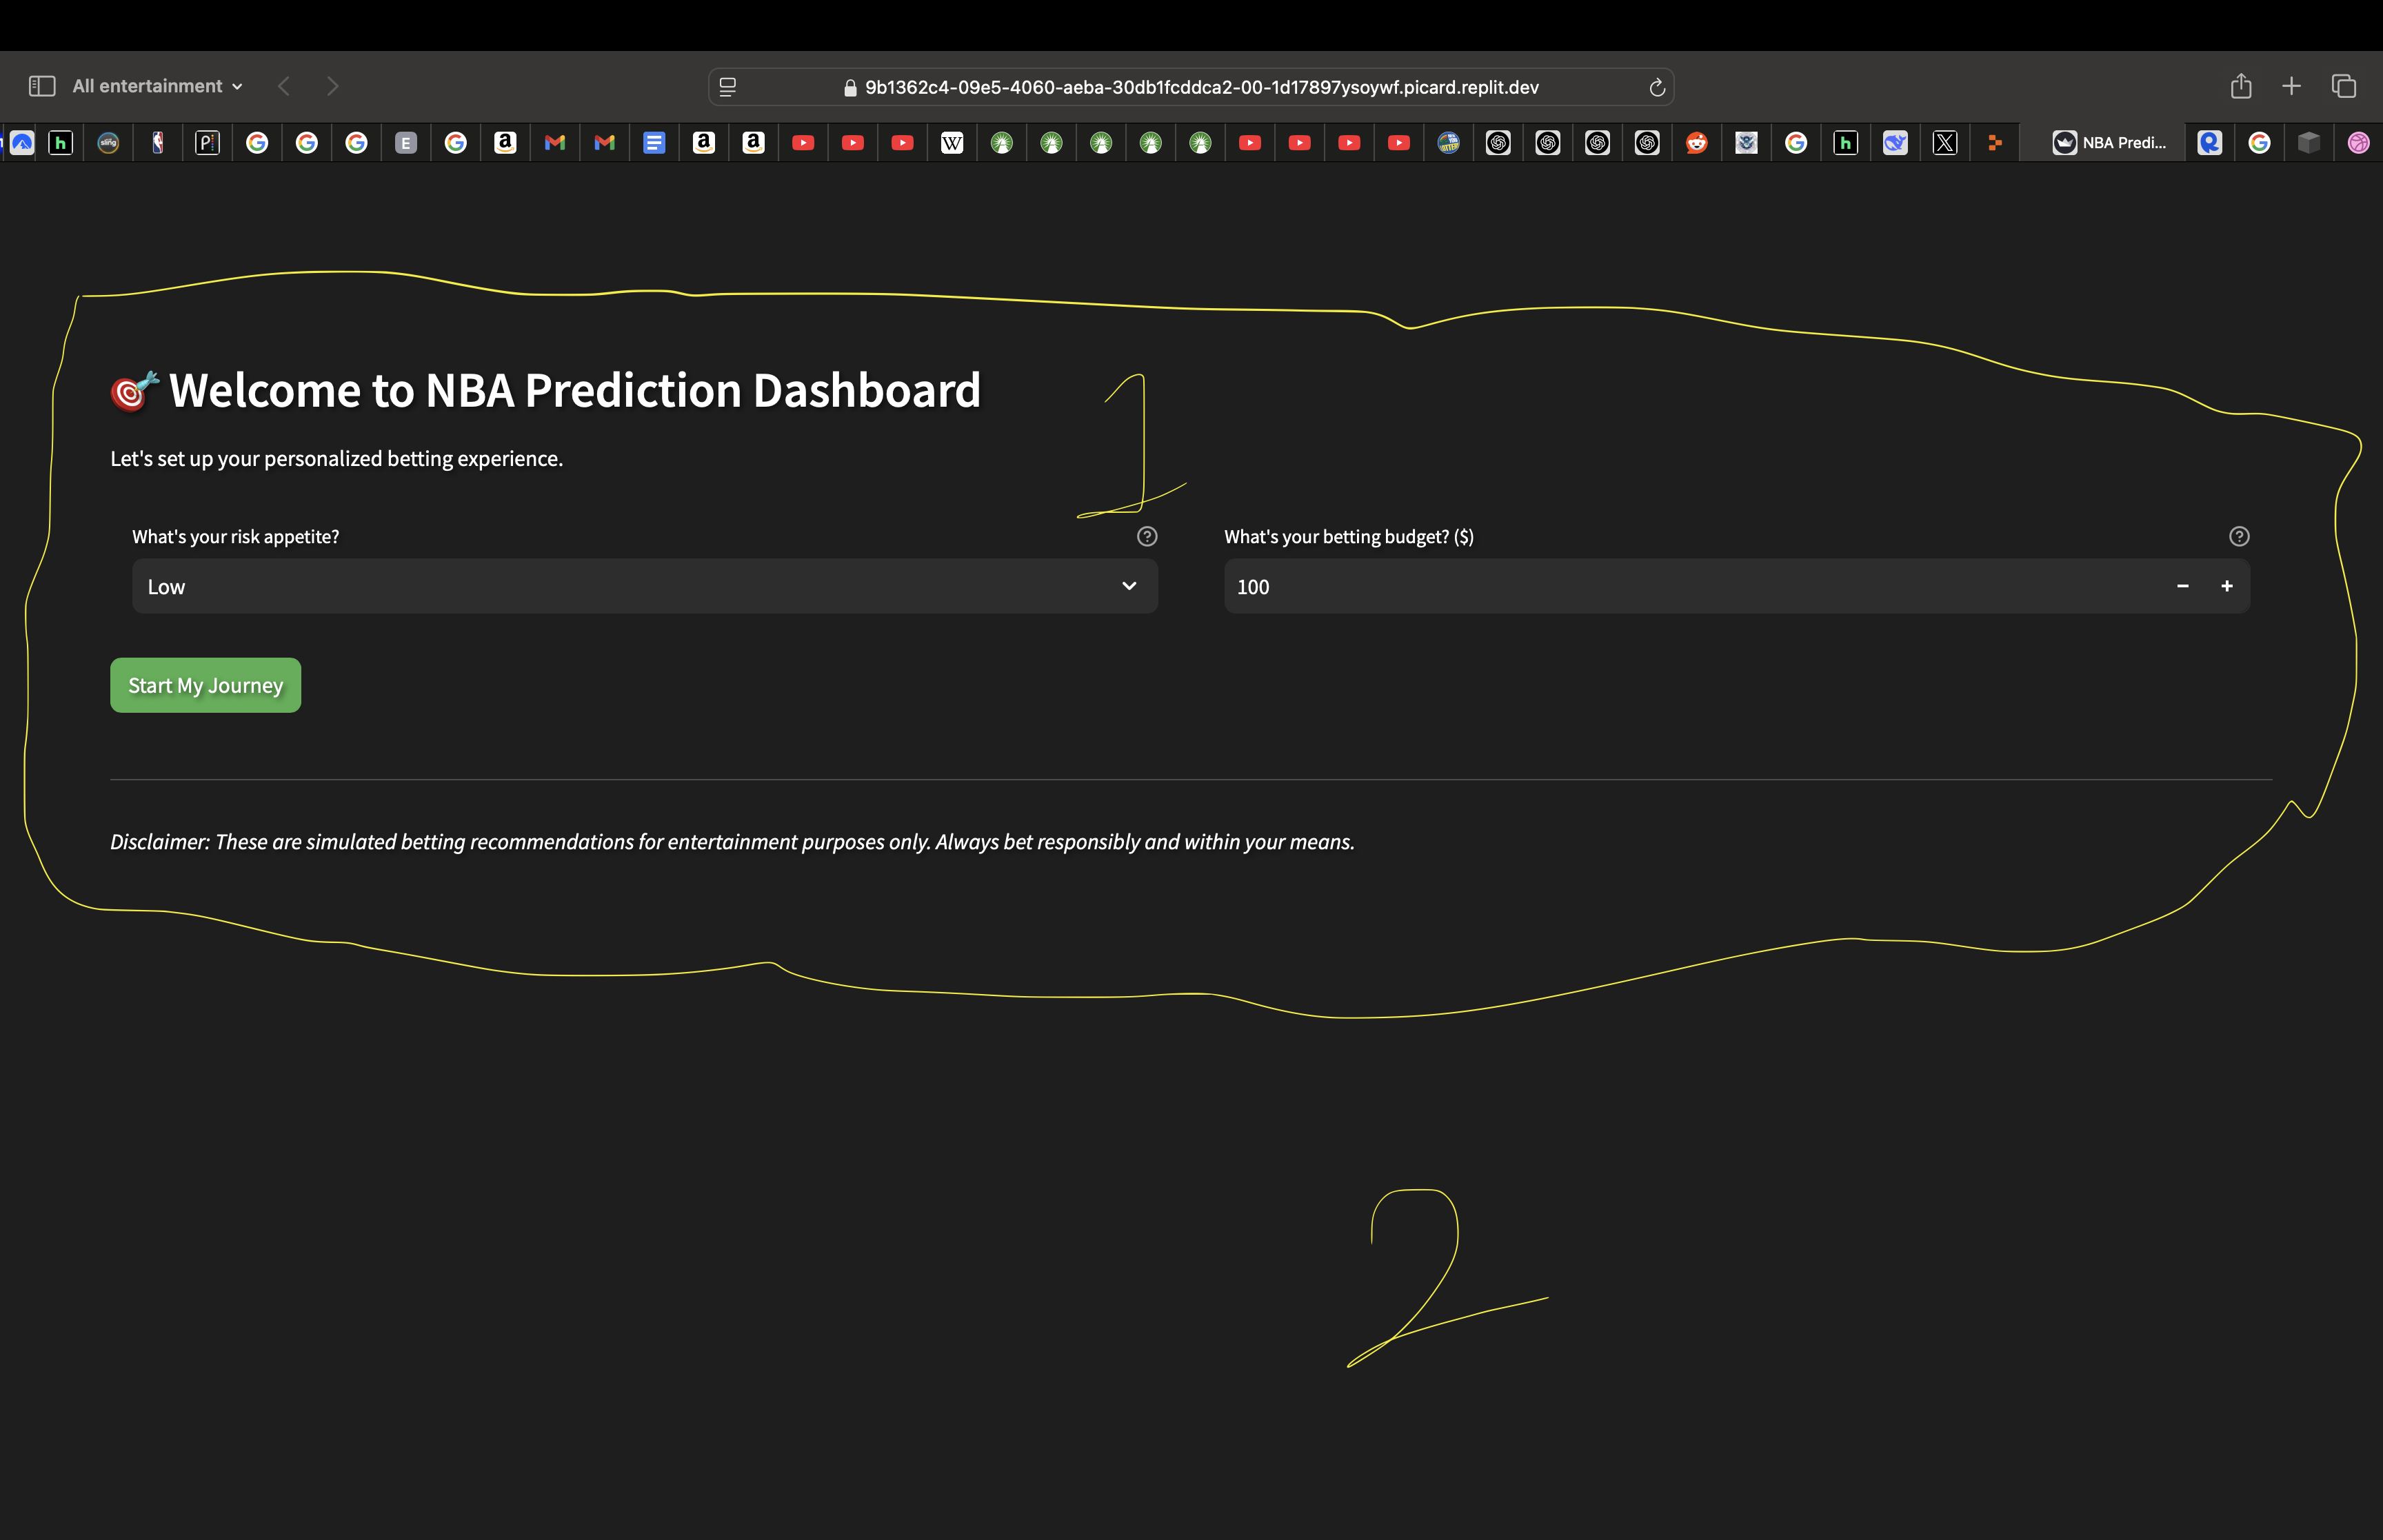 All entertainment
9b1362c4-09e5-4060-aeba-30db1fcddca2-00-1d17897ysoywf.picard.replit.dev
h sling P G G G E G a M M a a W G h X NBA Predi... G
🎯 Welcome to NBA Prediction Dashboard
1
Let's set up your personalized betting experience.
What's your risk appetite? ? What's your betting budget? ($) ?
Low 100 − +
Start My Journey
Disclaimer: These are simulated betting recommendations for entertainment purposes only. Always bet responsibly and within your means.
2